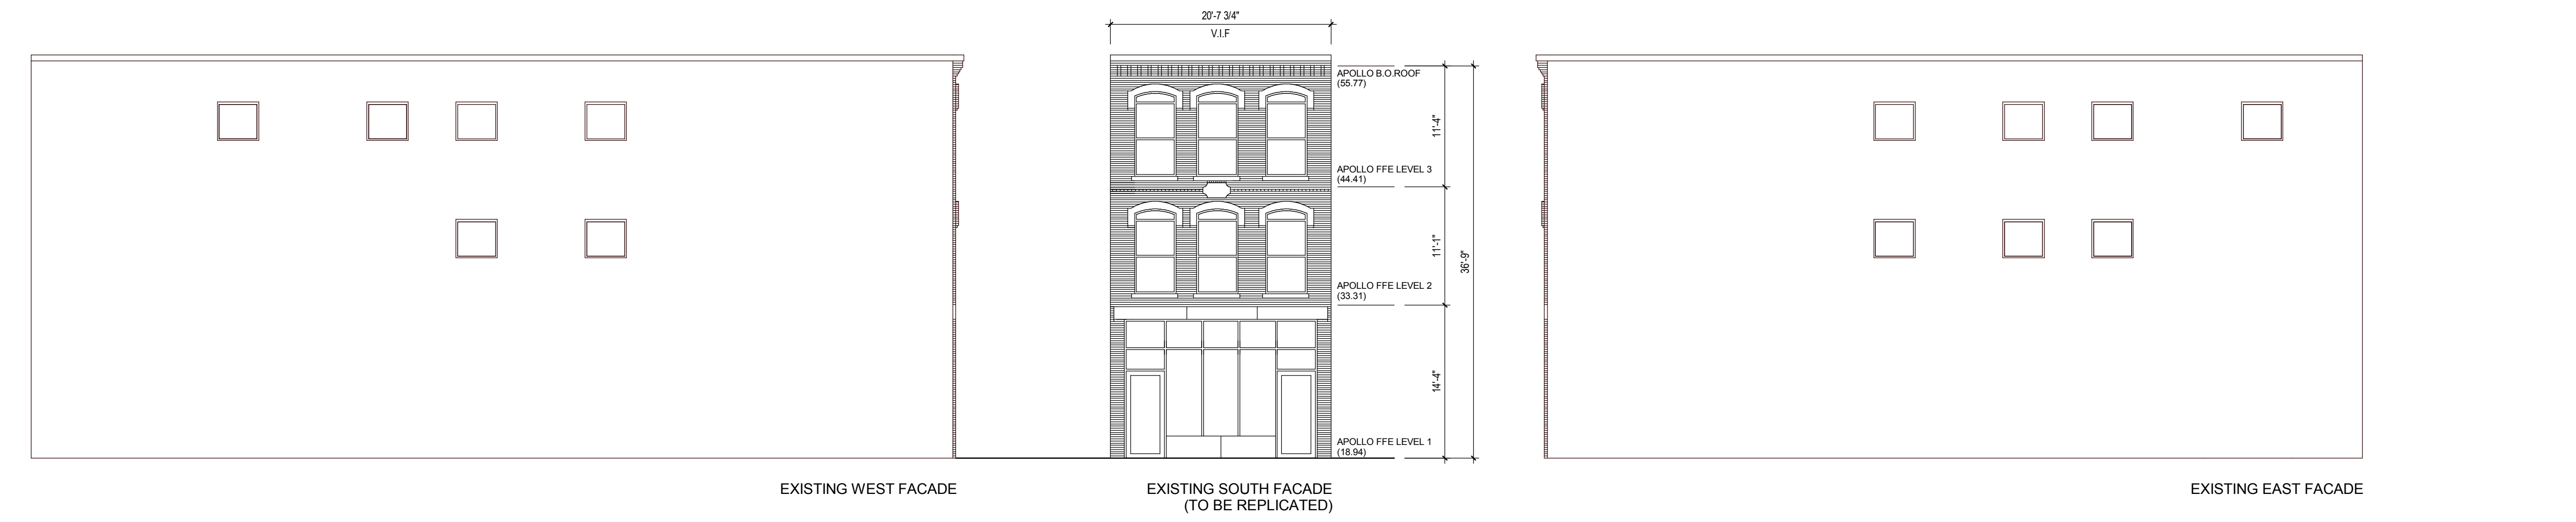 20'-7 3/4"
V.I.F
APOLLO B.O.ROOF
(55.77)
11'-4"
APOLLO FFE LEVEL 3
(44.41)
11'-1"
36'-9"
APOLLO FFE LEVEL 2
(33.31)
14'-4"
APOLLO FFE LEVEL 1
(18.94)
EXISTING WEST FACADE
EXISTING SOUTH FACADE
(TO BE REPLICATED)
EXISTING EAST FACADE